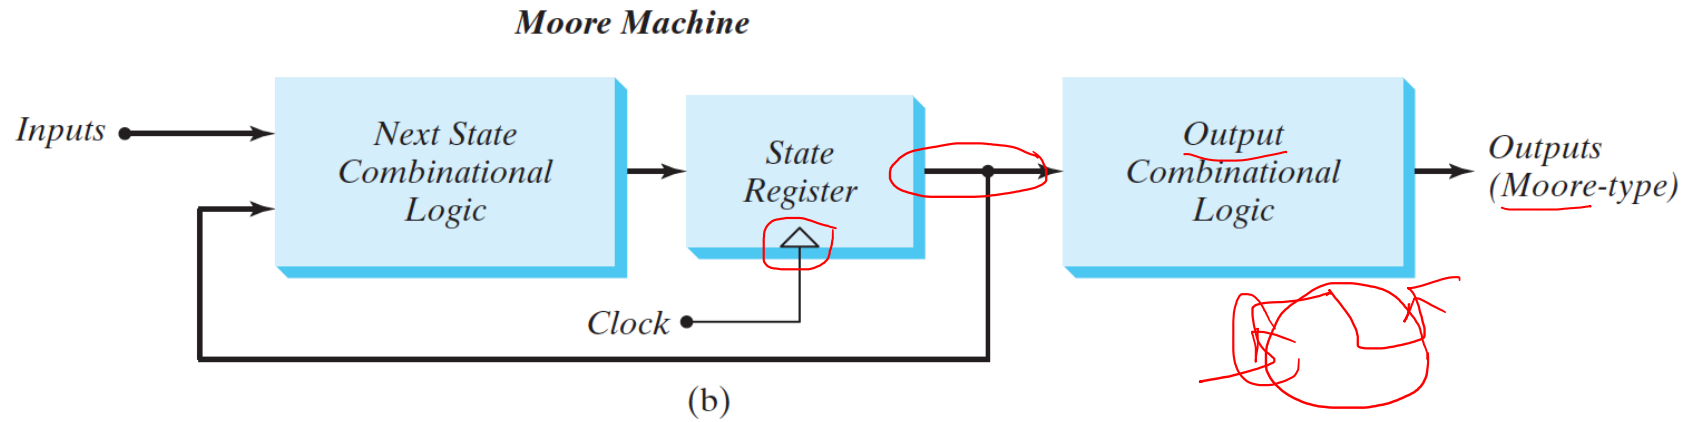 Moore Machine
Inputs
Next State
Combinational
Logic
State
Register
Output
Combinational
Logic
Outputs
(Moore-type)
Clock
(b)